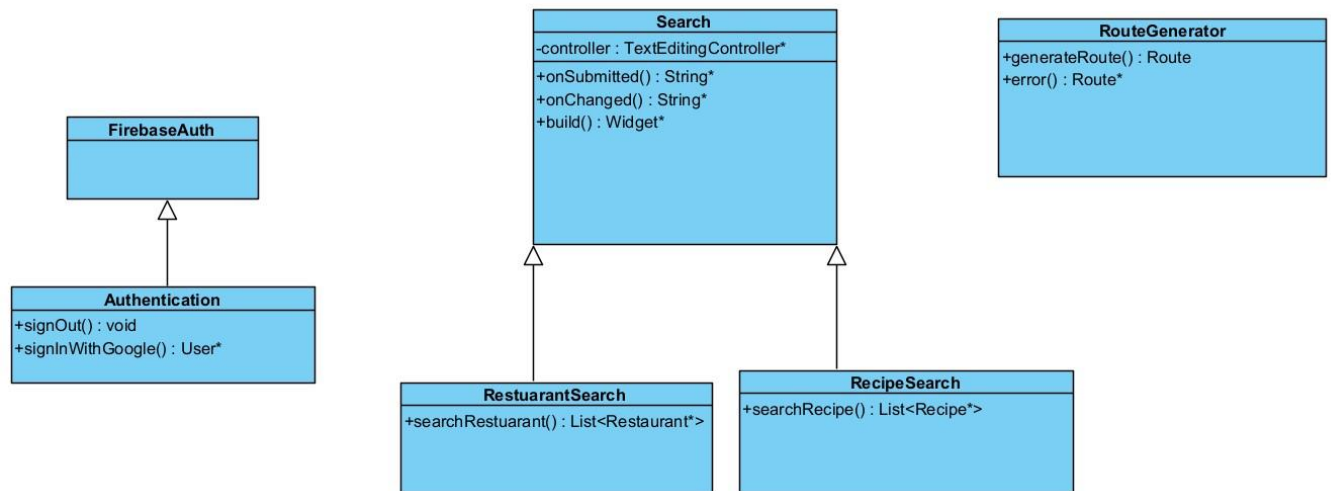 Search
-controller : TextEditingController*
+onSubmitted() : String*
+onChanged() : String*
+build() : Widget*
RouteGenerator
+generateRoute() : Route
+error() : Route*
FirebaseAuth
Authentication
+signOut() : void
+signInWithGoogle() : User*
RestuarantSearch
+searchRestuarant() : List<Restaurant*>
RecipeSearch
+searchRecipe() : List<Recipe*>